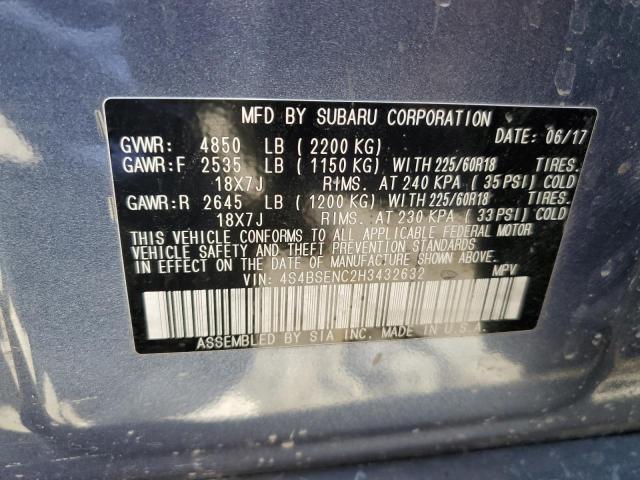 MFD BY SUBARU CORPORATION
DATE: 06/17
GVWR: 4850 LB (2200 KG)
GAWR:F 2535 LB (1150 KG) WITH 225/60R18 TIRES.
18X7J RIMS. AT 240 KPA (35 PSI) COLD
GAWR:R 2645 LB (1200 KG) WITH 225/60R18 TIRES.
18X7J RIMS. AT 230 KPA (33 PSI) COLD
THIS VEHICLE CONFORMS TO ALL APPLICABLE FEDERAL MOTOR
VEHICLE SAFETY AND THEFT PREVENTION STANDARDS
IN EFFECT ON THE DATE OF MANUFACTURE SHOWN ABOVE.
VIN: 4S4BSENC2H3432632 MPV
ASSEMBLED BY SIA INC. MADE IN U.S.A.